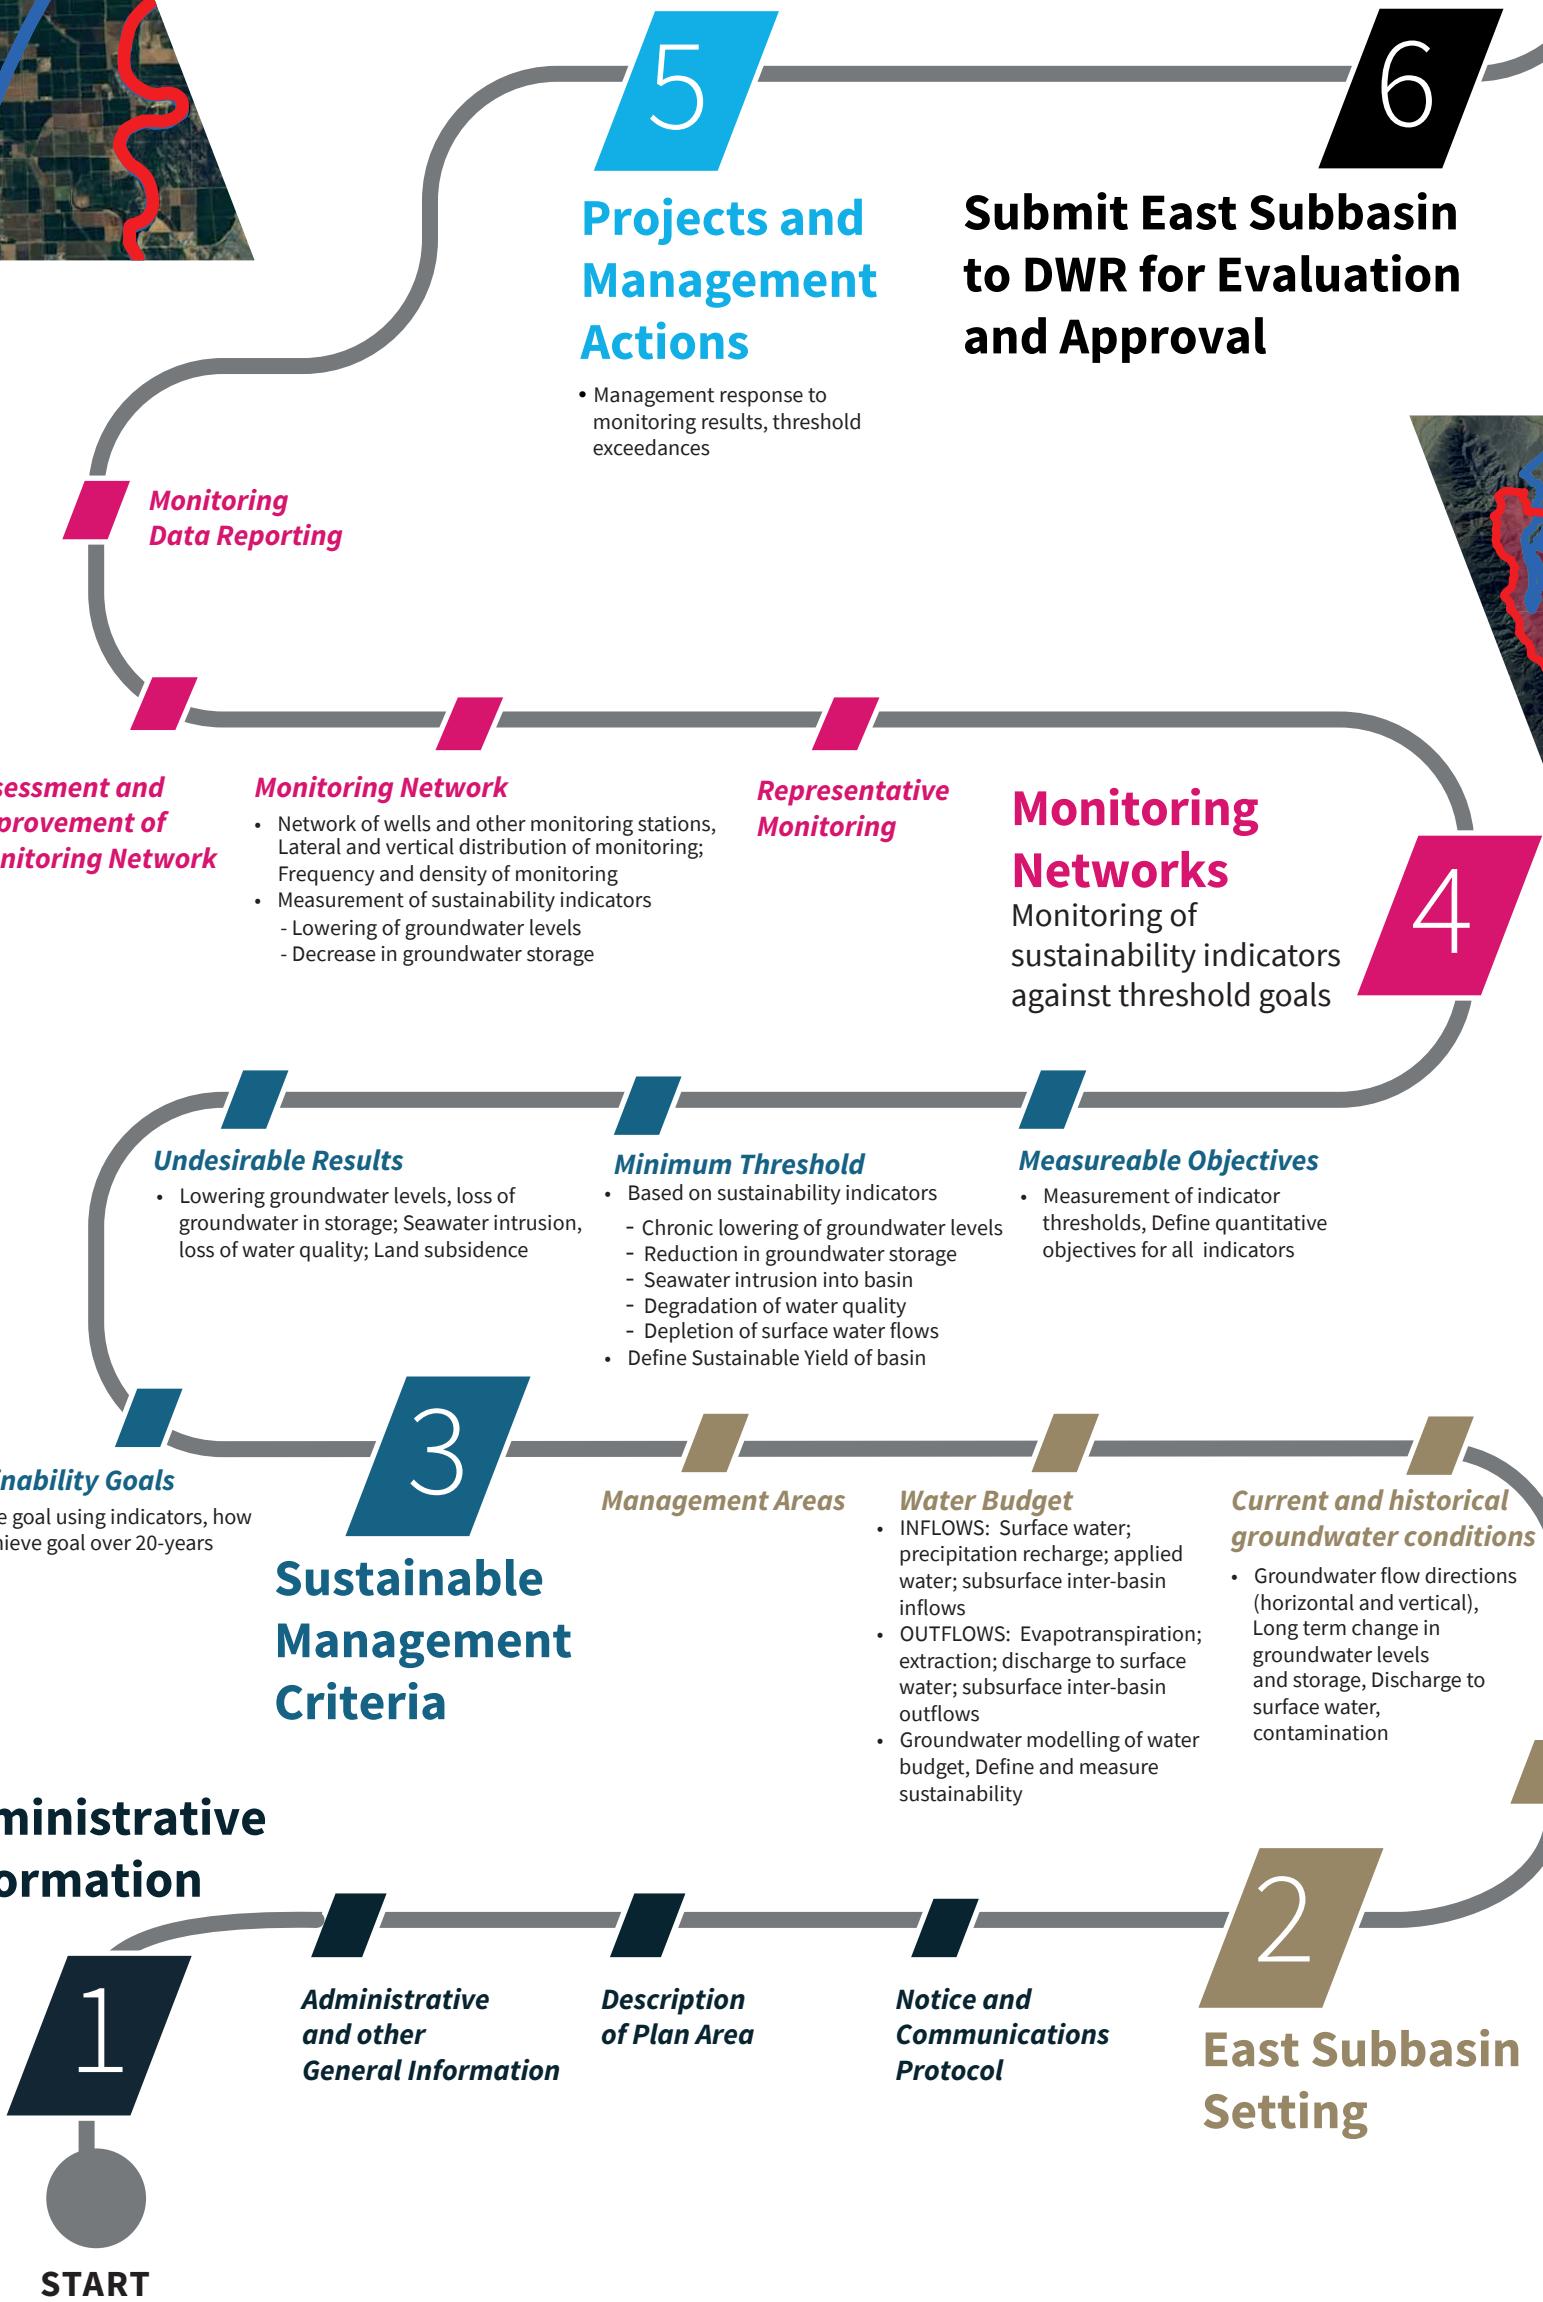 5
6
Projects and
Management
Actions
Submit East Subbasin
to DWR for Evaluation
and Approval
• Management response to
monitoring results, threshold
exceedances
Monitoring
Data Reporting
sessment and
provement of
nitoring Network
Monitoring Network
• Network of wells and other monitoring stations,
Lateral and vertical distribution of monitoring;
Frequency and density of monitoring
• Measurement of sustainability indicators
- Lowering of groundwater levels
- Decrease in groundwater storage
Representative
Monitoring
Monitoring
Networks
Monitoring of
sustainability indicators
against threshold goals
4
Undesirable Results
• Lowering groundwater levels, loss of
groundwater in storage; Seawater intrusion,
loss of water quality; Land subsidence
Minimum Threshold
• Based on sustainability indicators
- Chronic lowering of groundwater levels
- Reduction in groundwater storage
- Seawater intrusion into basin
- Degradation of water quality
- Depletion of surface water flows
• Define Sustainable Yield of basin
Measureable Objectives
• Measurement of indicator
thresholds, Define quantitative
objectives for all indicators
inability Goals
e goal using indicators, how
hieve goal over 20-years
3
Sustainable
Management
Criteria
Management Areas
Water Budget
• INFLOWS: Surface water;
precipitation recharge; applied
water; subsurface inter-basin
inflows
• OUTFLOWS: Evapotranspiration;
extraction; discharge to surface
water; subsurface inter-basin
outflows
• Groundwater modelling of water
budget, Define and measure
sustainability
Current and historical
groundwater conditions
• Groundwater flow directions
(horizontal and vertical),
Long term change in
groundwater levels
and storage, Discharge to
surface water,
contamination
ministrative
ormation
1
Administrative
and other
General Information
Description
of Plan Area
Notice and
Communications
Protocol
2
East Subbasin
Setting
START